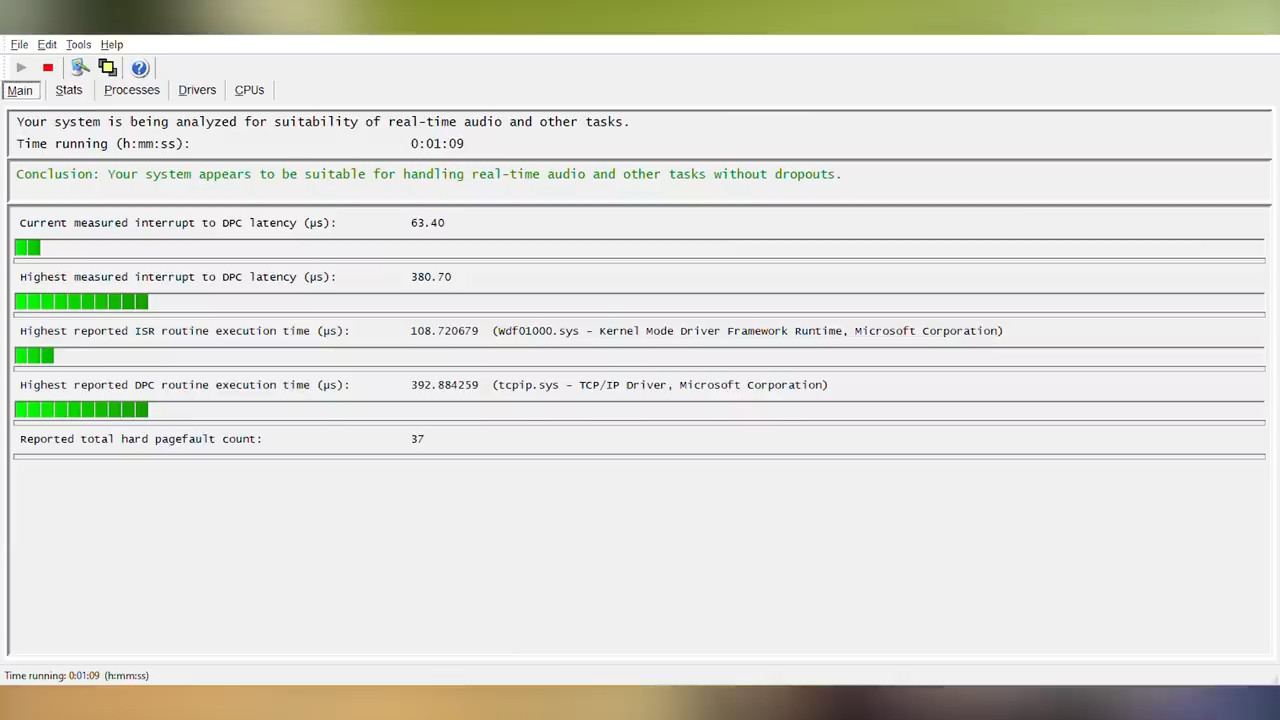 File Edit Tools Help
Main Stats Processes Drivers CPUs
Your system is being analyzed for suitability of real-time audio and other tasks.
Time running (h:mm:ss): 0:01:09
Conclusion: Your system appears to be suitable for handling real-time audio and other tasks without dropouts.
Current measured interrupt to DPC latency (µs): 63.40
Highest measured interrupt to DPC latency (µs): 380.70
Highest reported ISR routine execution time (µs): 108.720679 (Wdf01000.sys - Kernel Mode Driver Framework Runtime, Microsoft Corporation)
Highest reported DPC routine execution time (µs): 392.884259 (tcpip.sys - TCP/IP Driver, Microsoft Corporation)
Reported total hard pagefault count: 37
Time running: 0:01:09 (h:mm:ss)